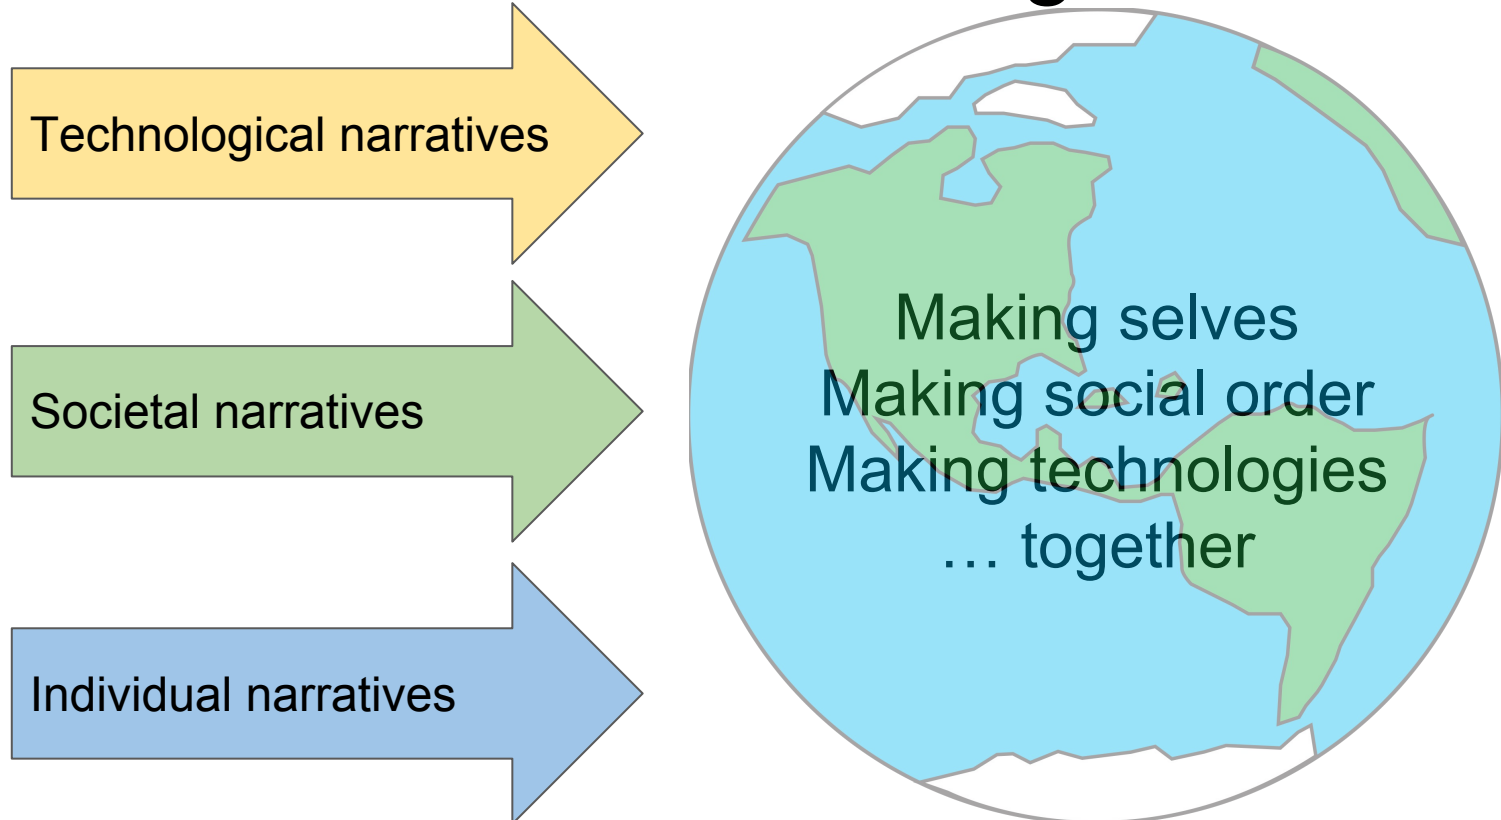 Technological narratives
Societal narratives
Individual narratives
Making selves
Making social order
Making technologies
… together